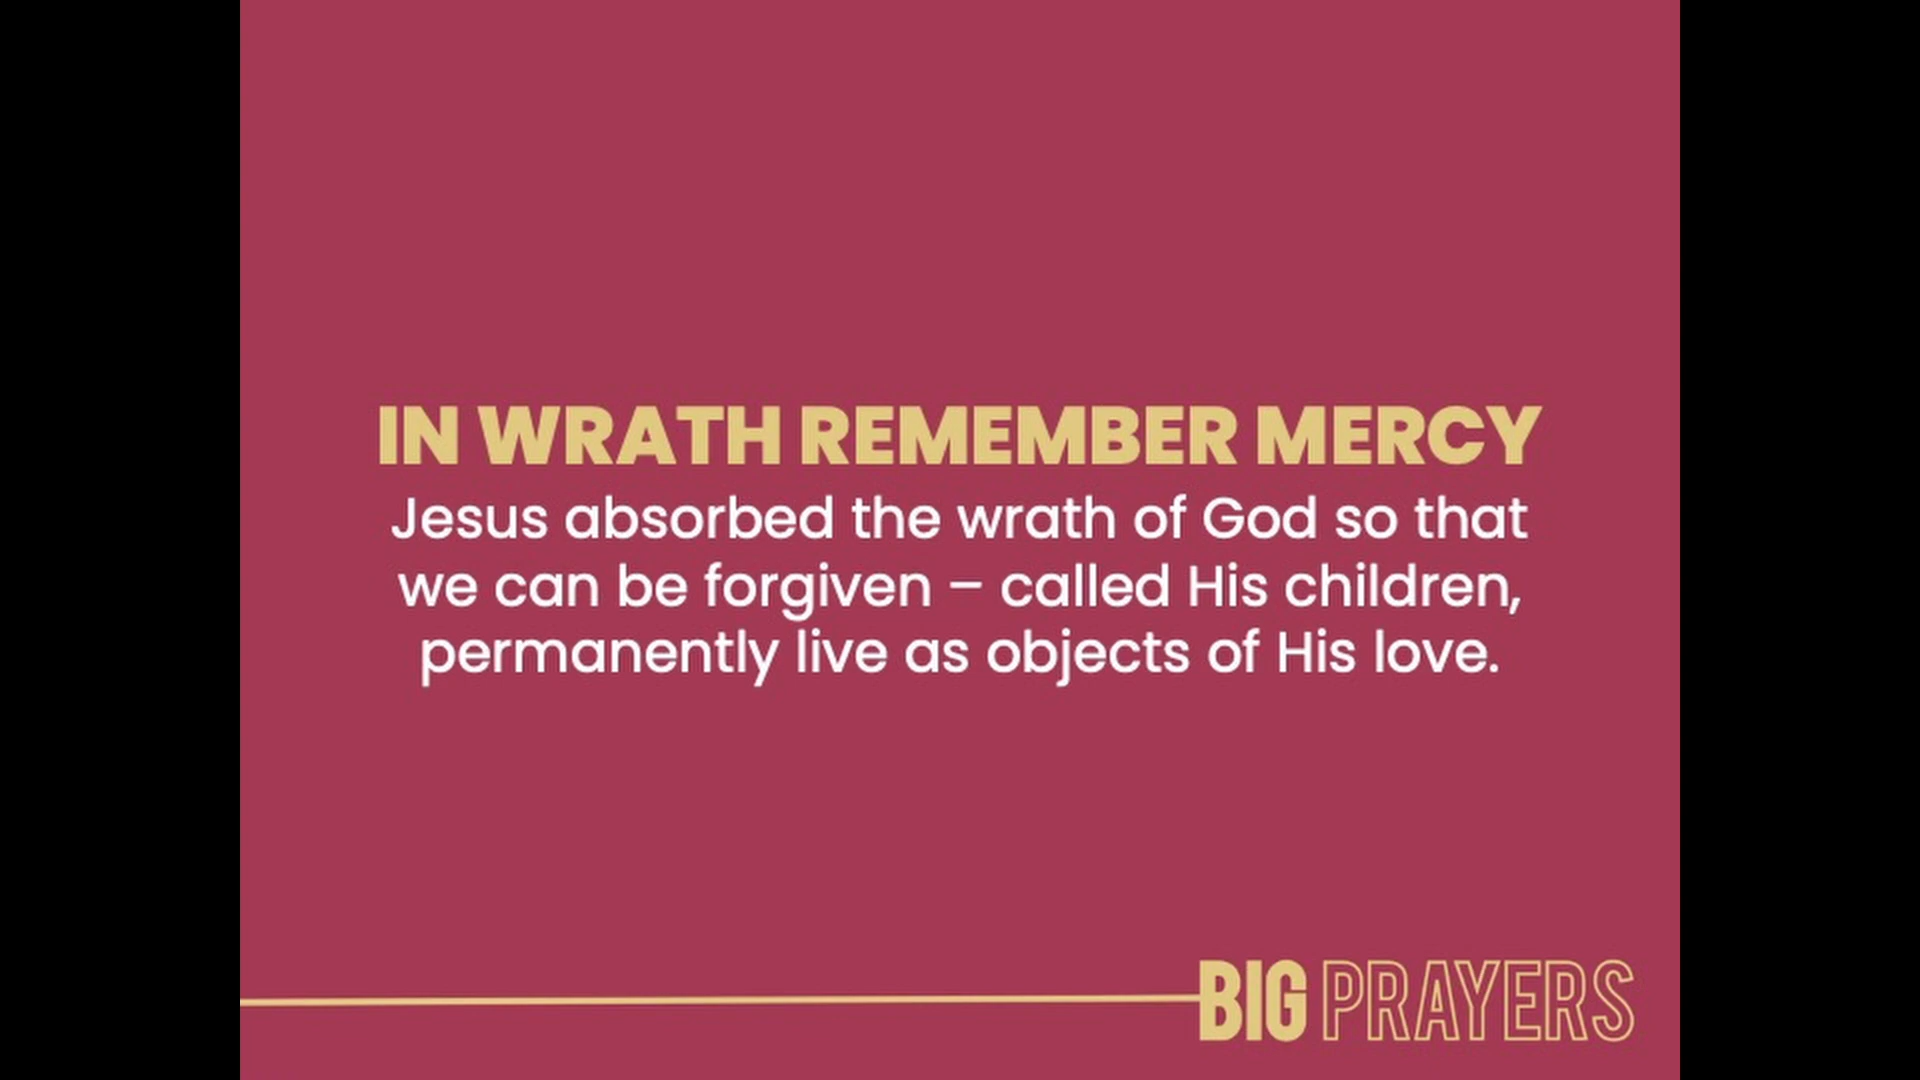 IN WRATH REMEMBER MERCY
Jesus absorbed the wrath of God so that
we can be forgiven – called His children,
permanently live as objects of His love.
BIG PRAYERS